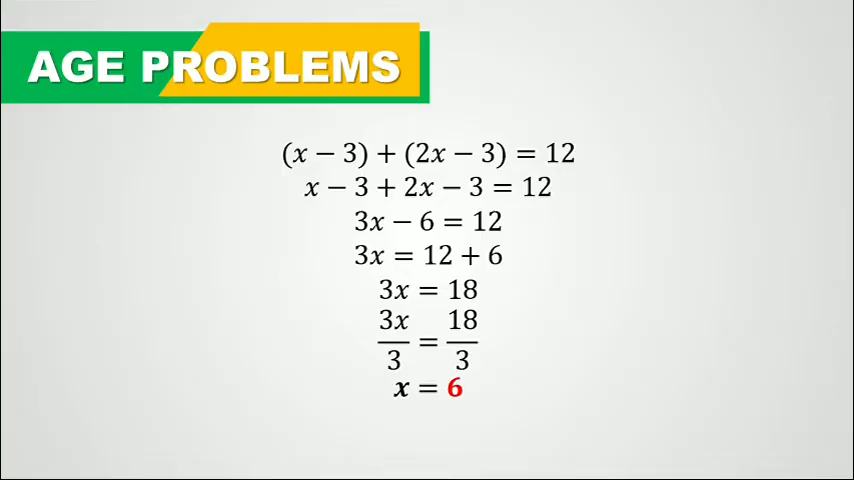 AGE PROBLEMS
(x − 3) + (2x − 3) = 12
x − 3 + 2x − 3 = 12
3x − 6 = 12
3x = 12 + 6
3x = 18
3x/3 = 18/3
x = 6